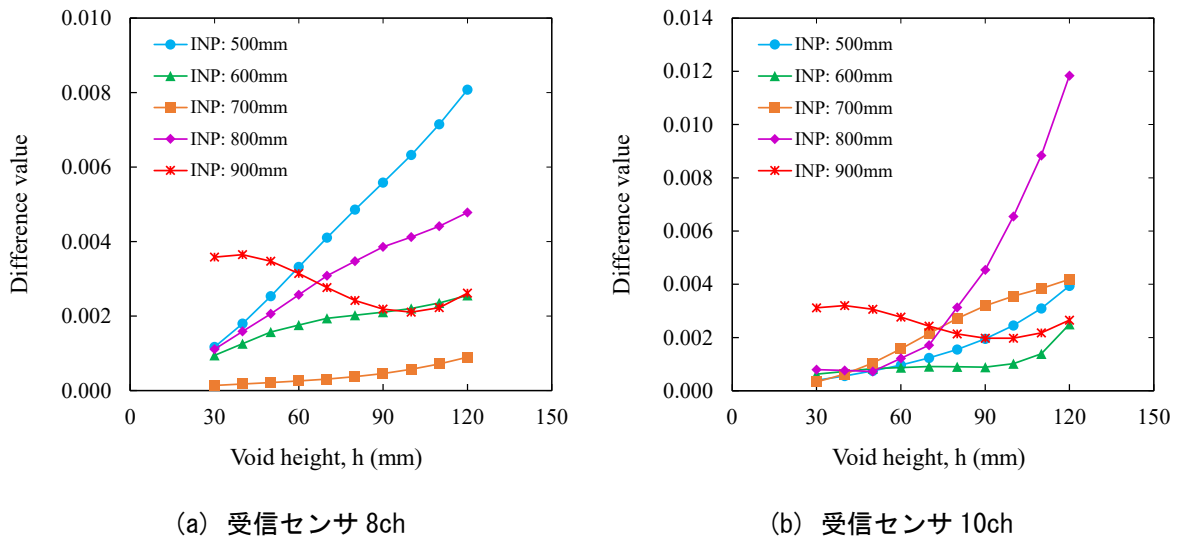 0.010
0.008
0.006
0.004
0.002
0.000
0 30 60 90 120 150
Difference value
Void height, h (mm)
INP: 500mm
INP: 600mm
INP: 700mm
INP: 800mm
INP: 900mm
(a) 受信センサ 8ch
0.014
0.012
0.010
0.008
0.006
0.004
0.002
0.000
0 30 60 90 120 150
Difference value
Void height, h (mm)
INP: 500mm
INP: 600mm
INP: 700mm
INP: 800mm
INP: 900mm
(b) 受信センサ 10ch